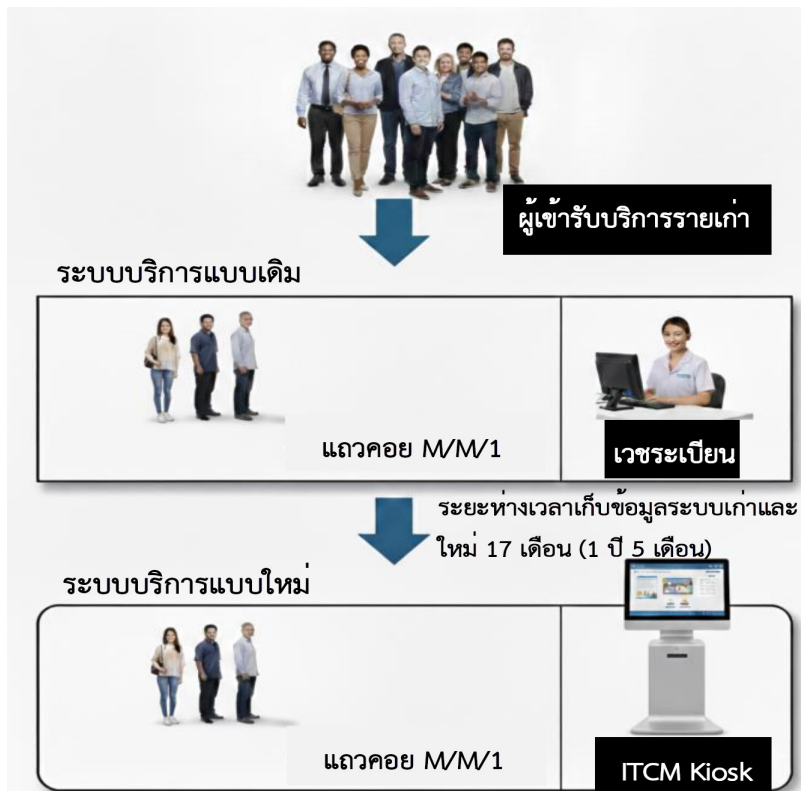 ผู้เข้ารับบริการรายเก่า
ระบบบริการแบบเดิม
แถวคอย M/M/1
เวชระเบียน
ระยะห่างเวลาเก็บข้อมูลระบบเก่าและ
ใหม่ 17 เดือน (1 ปี 5 เดือน)
ระบบบริการแบบใหม่
แถวคอย M/M/1
ITCM Kiosk